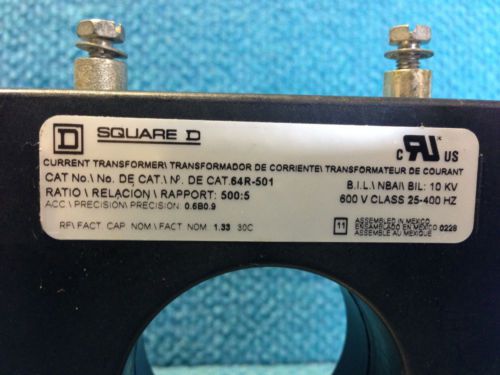 D SQUARE D
C RU US
CURRENT TRANSFORMER\ TRANSFORMADOR DE CORRIENTE\ TRANSFORMATEUR DE COURANT
CAT No.\ No. DE CAT.\ Nº. DE CAT. 64R-501
B.I.L.\ NBAI\ BIL: 10 KV
RATIO \ RELACION \ RAPPORT: 500:5
600 V CLASS 25-400 HZ
ACC \ PRECISION\ PRECISION 0.6B0.9
RF\ FACT CAP NOM \ FACT NOM 1.33 30C
11
ASSEMBLED IN MEXICO
ENSAMBLADO EN MEXICO 0228
ASSEMBLE AU MEXIQUE